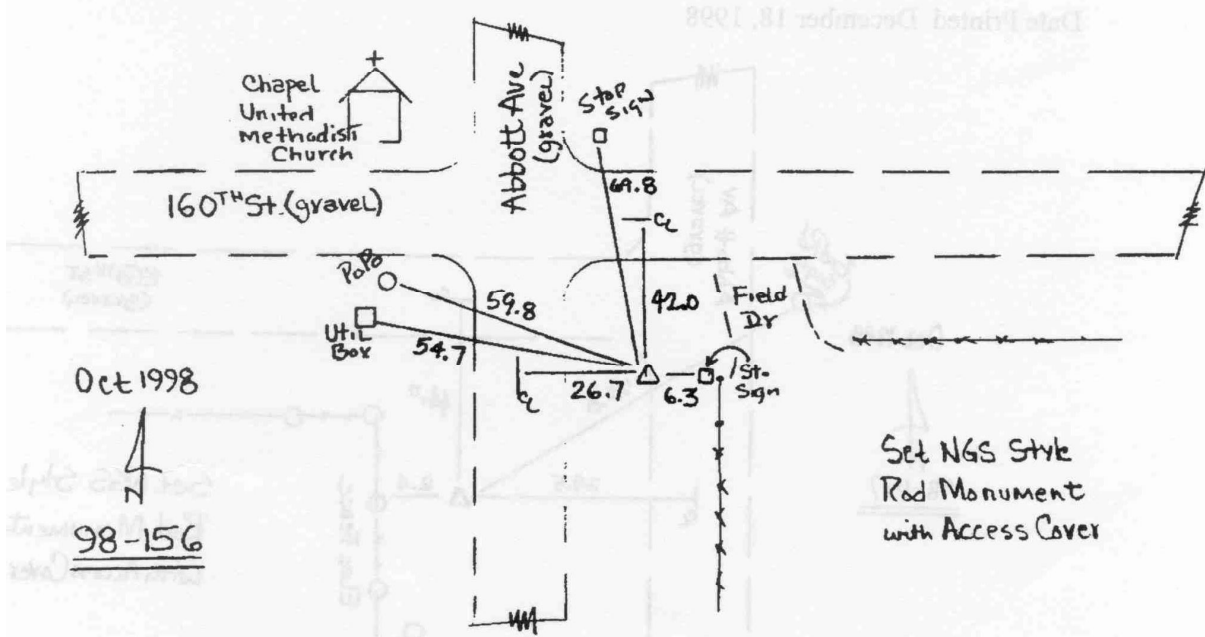 Date Printed December 18, 1998
Chapel
United
Methodist
Church
Abbott Ave
(gravel)
Stop
Sign
69.8
160TH St. (gravel)
CL
PoPo
59.8
42.0
Field
Dr
Util
Box
54.7
CL
26.7
6.3
St.
Sign
Oct 1998
N
98-156
Set NGS Style
Rod Monument
with Access Cover